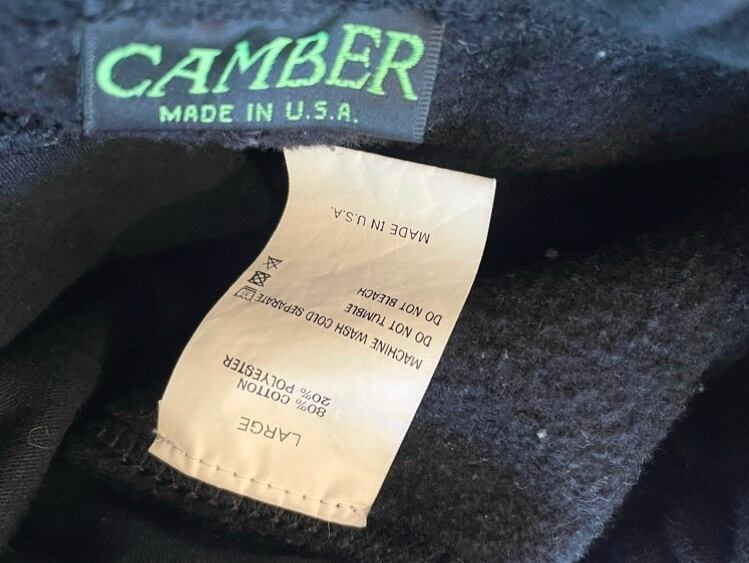 CAMBER
MADE IN U.S.A.
LARGE
80% COTTON
20% POLYESTER
MACHINE WASH COLD SEPARATE
DO NOT TUMBLE
DO NOT BLEACH
MADE IN U.S.A.